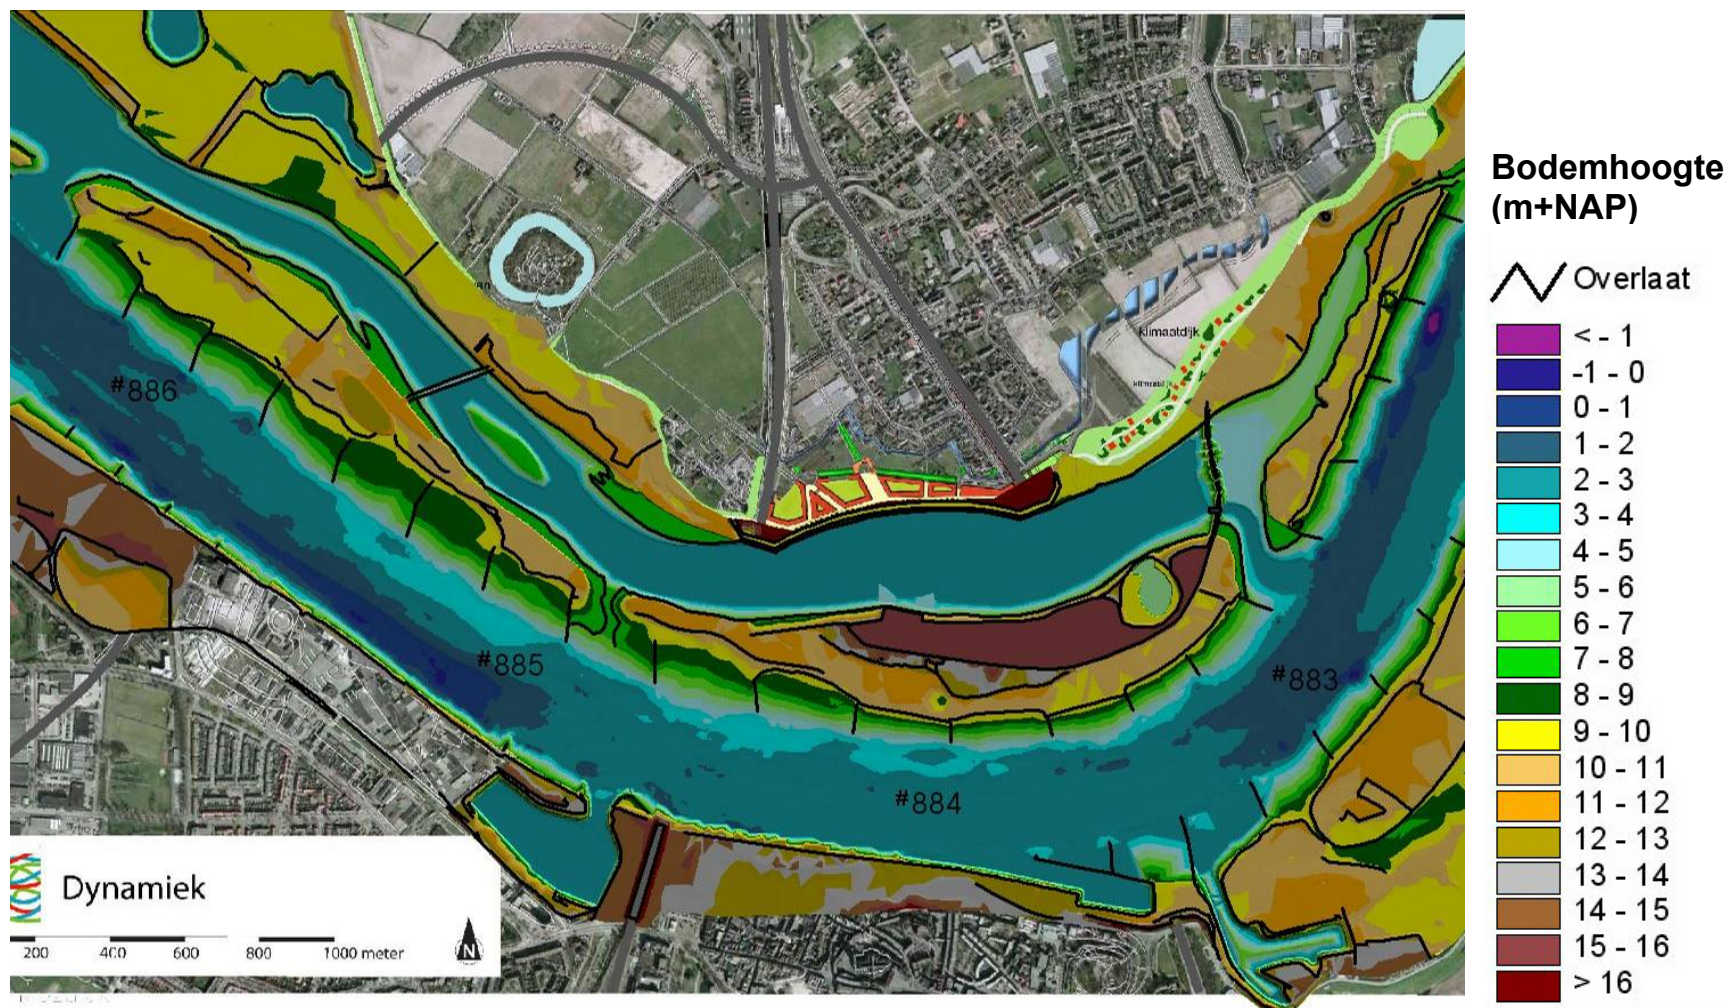 Bodemhoogte
(m+NAP)
Overlaat
< - 1
-1 - 0
0 - 1
1 - 2
2 - 3
3 - 4
4 - 5
5 - 6
6 - 7
7 - 8
8 - 9
9 - 10
10 - 11
11 - 12
12 - 13
13 - 14
14 - 15
15 - 16
> 16
klimaatdijk
klimaatdijk
#886
#885
#883
#884
Dynamiek
200 400 600 800 1000 meter
N